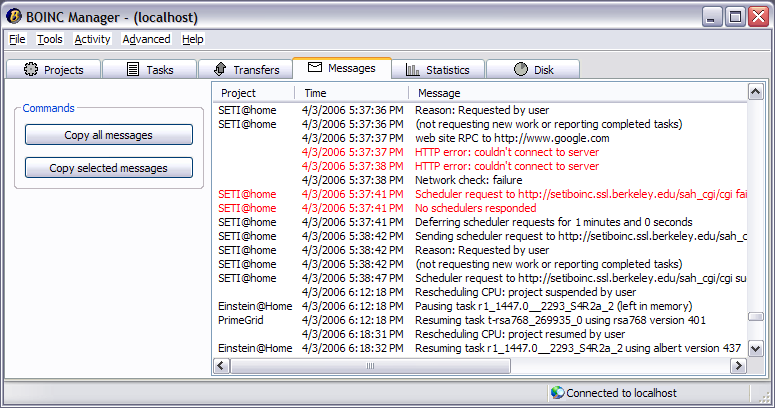 BOINC Manager - (localhost)
File Tools Activity Advanced Help
Projects Tasks Transfers Messages Statistics Disk
Commands
Copy all messages
Copy selected messages
Project Time Message
SETI@home 4/3/2006 5:37:36 PM Reason: Requested by user
SETI@home 4/3/2006 5:37:36 PM (not requesting new work or reporting completed tasks)
4/3/2006 5:37:37 PM web site RPC to http://www.google.com
4/3/2006 5:37:37 PM HTTP error: couldn't connect to server
4/3/2006 5:37:38 PM HTTP error: couldn't connect to server
4/3/2006 5:37:38 PM Network check: failure
SETI@home 4/3/2006 5:37:41 PM Scheduler request to http://setiboinc.ssl.berkeley.edu/sah_cgi/cgi fai
SETI@home 4/3/2006 5:37:41 PM No schedulers responded
SETI@home 4/3/2006 5:37:41 PM Deferring scheduler requests for 1 minutes and 0 seconds
SETI@home 4/3/2006 5:38:42 PM Sending scheduler request to http://setiboinc.ssl.berkeley.edu/sah_c
SETI@home 4/3/2006 5:38:42 PM Reason: Requested by user
SETI@home 4/3/2006 5:38:42 PM (not requesting new work or reporting completed tasks)
SETI@home 4/3/2006 5:38:47 PM Scheduler request to http://setiboinc.ssl.berkeley.edu/sah_cgi/cgi su
4/3/2006 6:12:18 PM Rescheduling CPU: project suspended by user
Einstein@Home 4/3/2006 6:12:18 PM Pausing task r1_1447.0__2293_S4R2a_2 (left in memory)
PrimeGrid 4/3/2006 6:12:18 PM Resuming task t-rsa768_269935_0 using rsa768 version 401
4/3/2006 6:18:31 PM Rescheduling CPU: project resumed by user
Einstein@Home 4/3/2006 6:18:32 PM Resuming task r1_1447.0__2293_S4R2a_2 using albert version 437
Connected to localhost